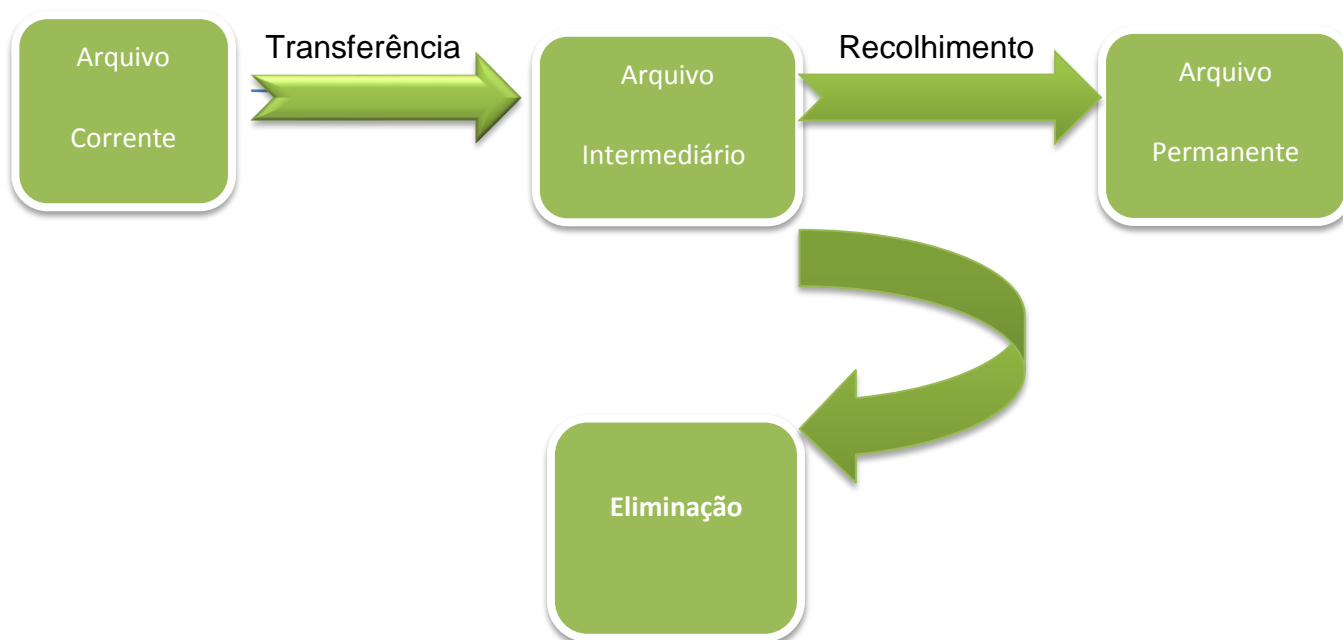 Arquivo
Corrente
Transferência
Arquivo
Intermediário
Recolhimento
Arquivo
Permanente
Eliminação